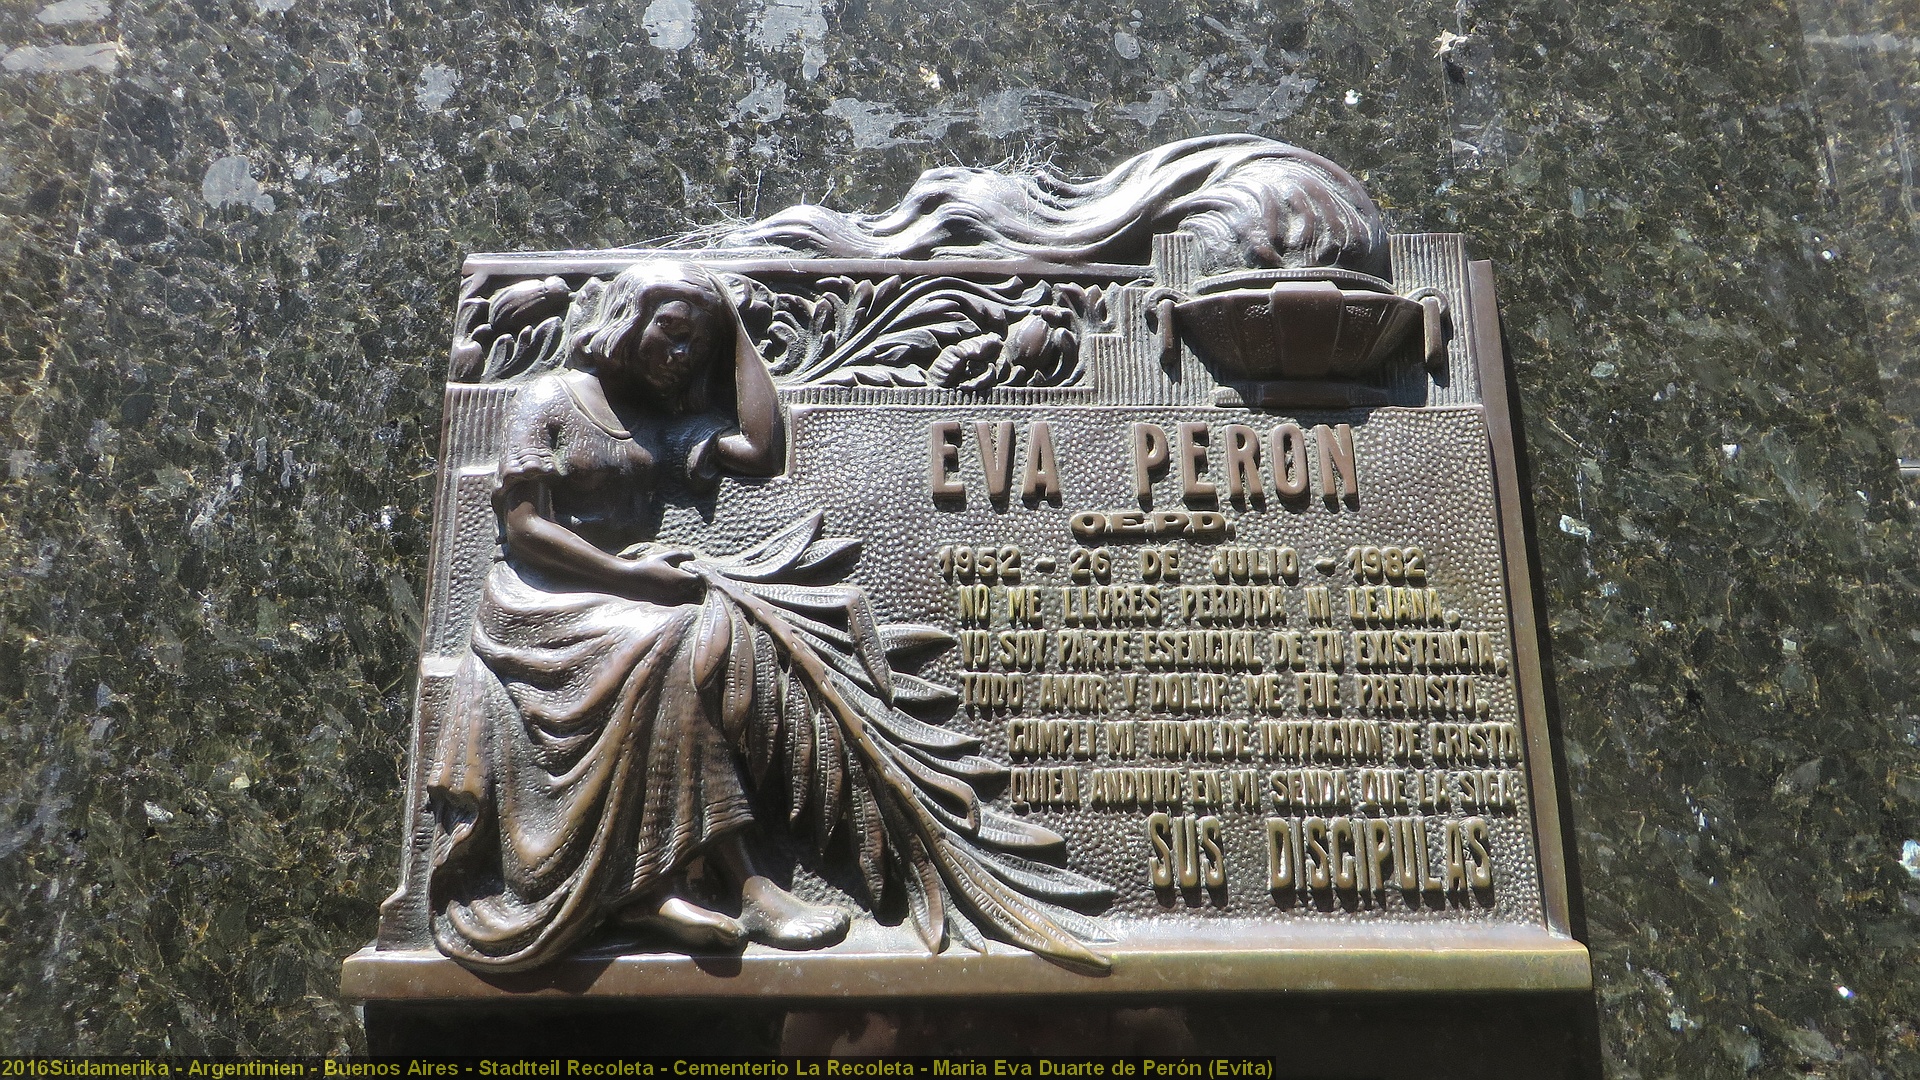 EVA PERON
Q.E.P.D.
1952 - 26 DE JULIO - 1982
NO ME LLORES PERDIDA NI LEJANA,
YO SOY PARTE ESENCIAL DE TU EXISTENCIA,
TODO AMOR Y DOLOR ME FUE PREVISTO,
CUMPLI MI HUMILDE IMITACION DE CRISTO
QUIEN ANDUVO EN MI SENDA QUE LA SIGA
SUS DISCIPULAS
2016Südamerika - Argentinien - Buenos Aires - Stadtteil Recoleta - Cementerio La Recoleta - Maria Eva Duarte de Perón (Evita)